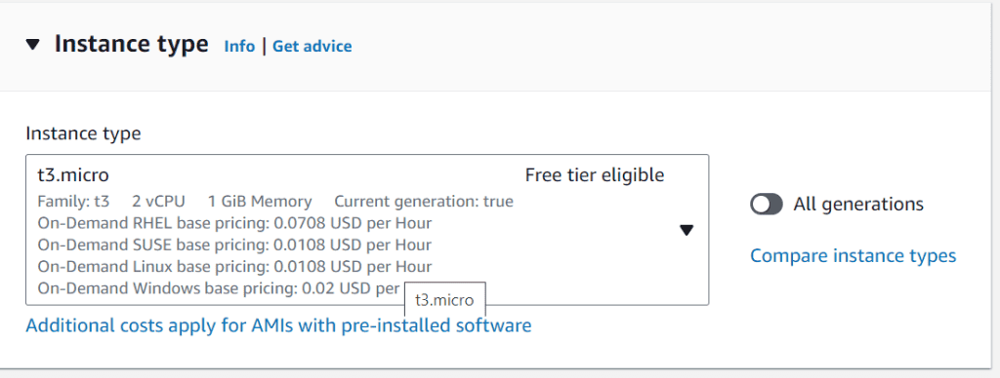 Instance type Info | Get advice
Instance type
t3.micro Free tier eligible
Family: t3 2 vCPU 1 GiB Memory Current generation: true
On-Demand RHEL base pricing: 0.0708 USD per Hour
On-Demand SUSE base pricing: 0.0108 USD per Hour
On-Demand Linux base pricing: 0.0108 USD per Hour
On-Demand Windows base pricing: 0.02 USD per
t3.micro
All generations
Compare instance types
Additional costs apply for AMIs with pre-installed software